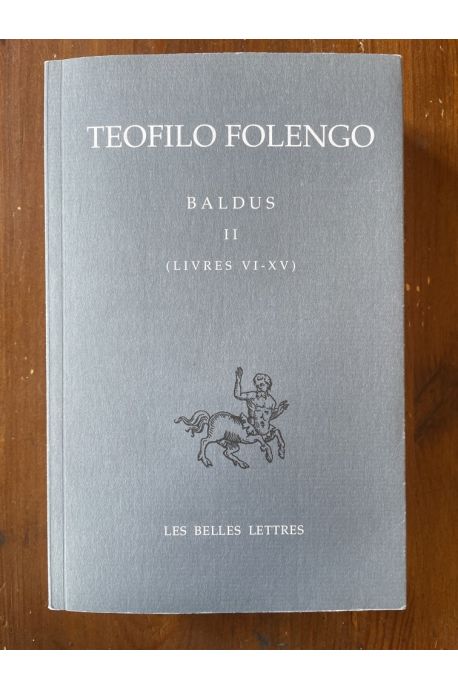 TEOFILO FOLENGO
BALDUS
II
(LIVRES VI-XV)
LES BELLES LETTRES